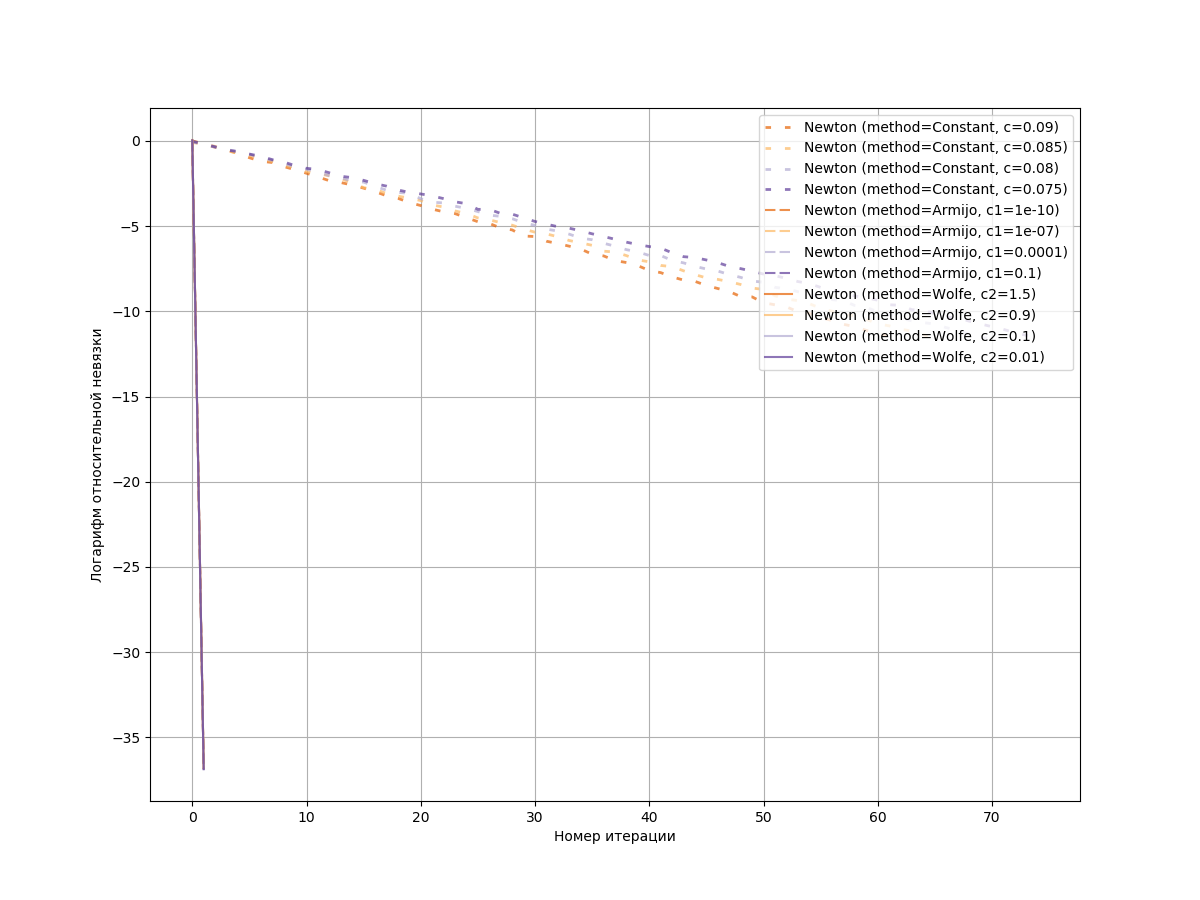 0
−5
−10
−15
−20
−25
−30
−35
Логарифм относительной невязки
0
10
20
30
40
50
60
70
Номер итерации
Newton (method=Constant, c=0.09)
Newton (method=Constant, c=0.085)
Newton (method=Constant, c=0.08)
Newton (method=Constant, c=0.075)
Newton (method=Armijo, c1=1e-10)
Newton (method=Armijo, c1=1e-07)
Newton (method=Armijo, c1=0.0001)
Newton (method=Armijo, c1=0.1)
Newton (method=Wolfe, c2=1.5)
Newton (method=Wolfe, c2=0.9)
Newton (method=Wolfe, c2=0.1)
Newton (method=Wolfe, c2=0.01)